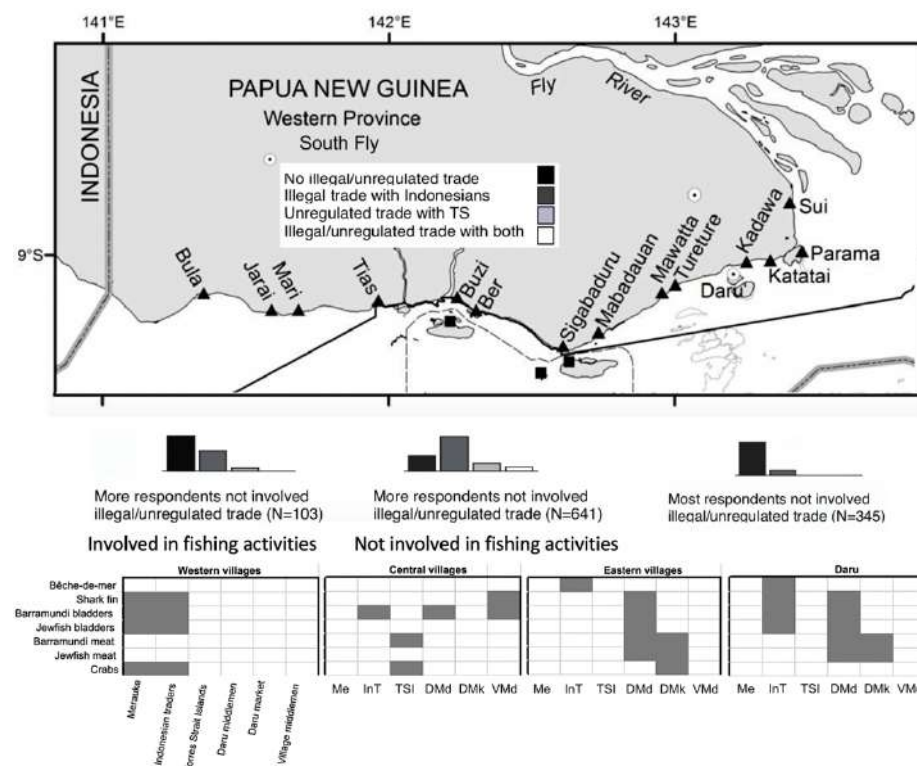 141°E 142°E 143°E
INDONESIA
PAPUA NEW GUINEA
Western Province
South Fly
Fly River
No illegal/unregulated trade
Illegal trade with Indonesians
Unregulated trade with TS
Illegal/unregulated trade with both
9°S
Bula
Jarai
Mari
Tias
Buzi
Ber
Sigabaduru
Mabadauan
Mawatta
Tureture
Daru
Kadawa
Katatai
Parama
Sui
More respondents not involved
illegal/unregulated trade (N=103)
More respondents not involved
illegal/unregulated trade (N=641)
Most respondents not involved
illegal/unregulated trade (N=345)
Involved in fishing activities
Not involved in fishing activities
Western villages
Central villages
Eastern villages
Daru
Bêche-de-mer
Shark fin
Barramundi bladders
Jewfish bladders
Barramundi meat
Jewfish meat
Crabs
Merauke
Indonesian traders
orres Strait Islands
Daru middlemen
Daru market
Village middlemen
Me InT TSI DMd DMk VMd
Me InT TSI DMd DMk VMd
Me InT TSI DMd DMk VMd